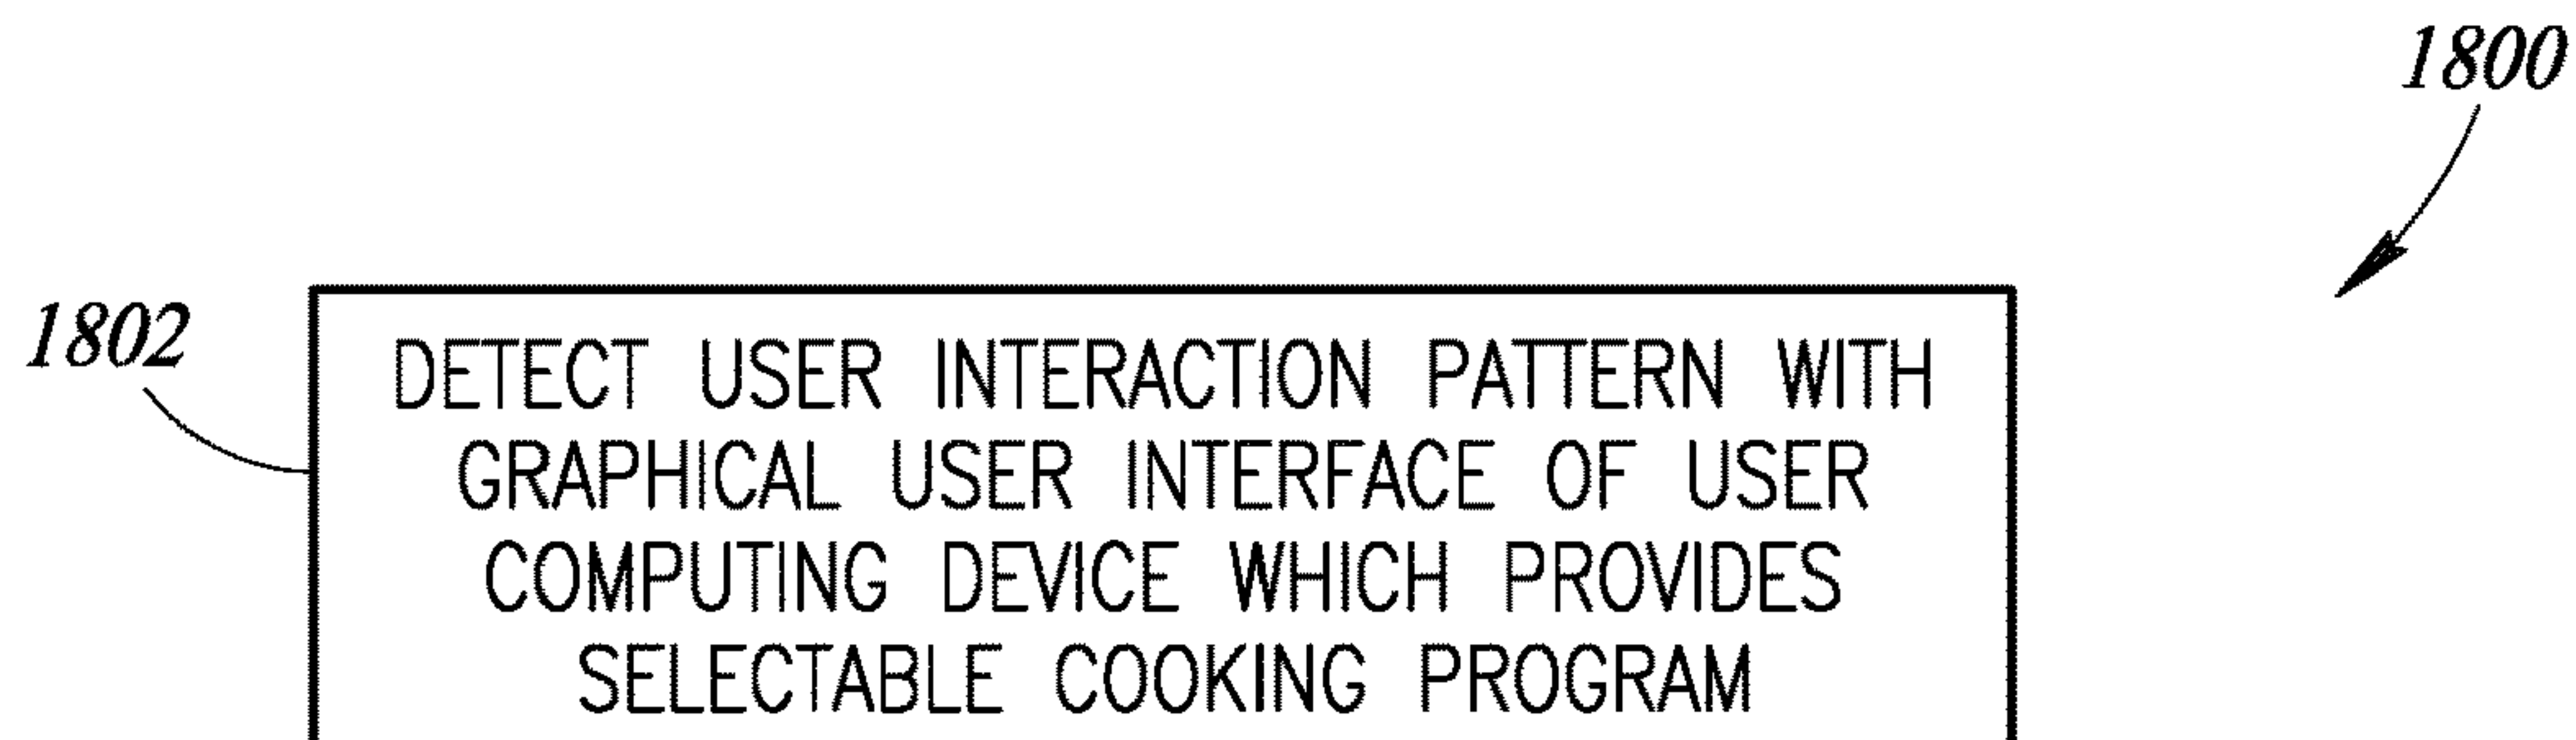 1800
1802
DETECT USER INTERACTION PATTERN WITH
GRAPHICAL USER INTERFACE OF USER
COMPUTING DEVICE WHICH PROVIDES
SELECTABLE COOKING PROGRAM